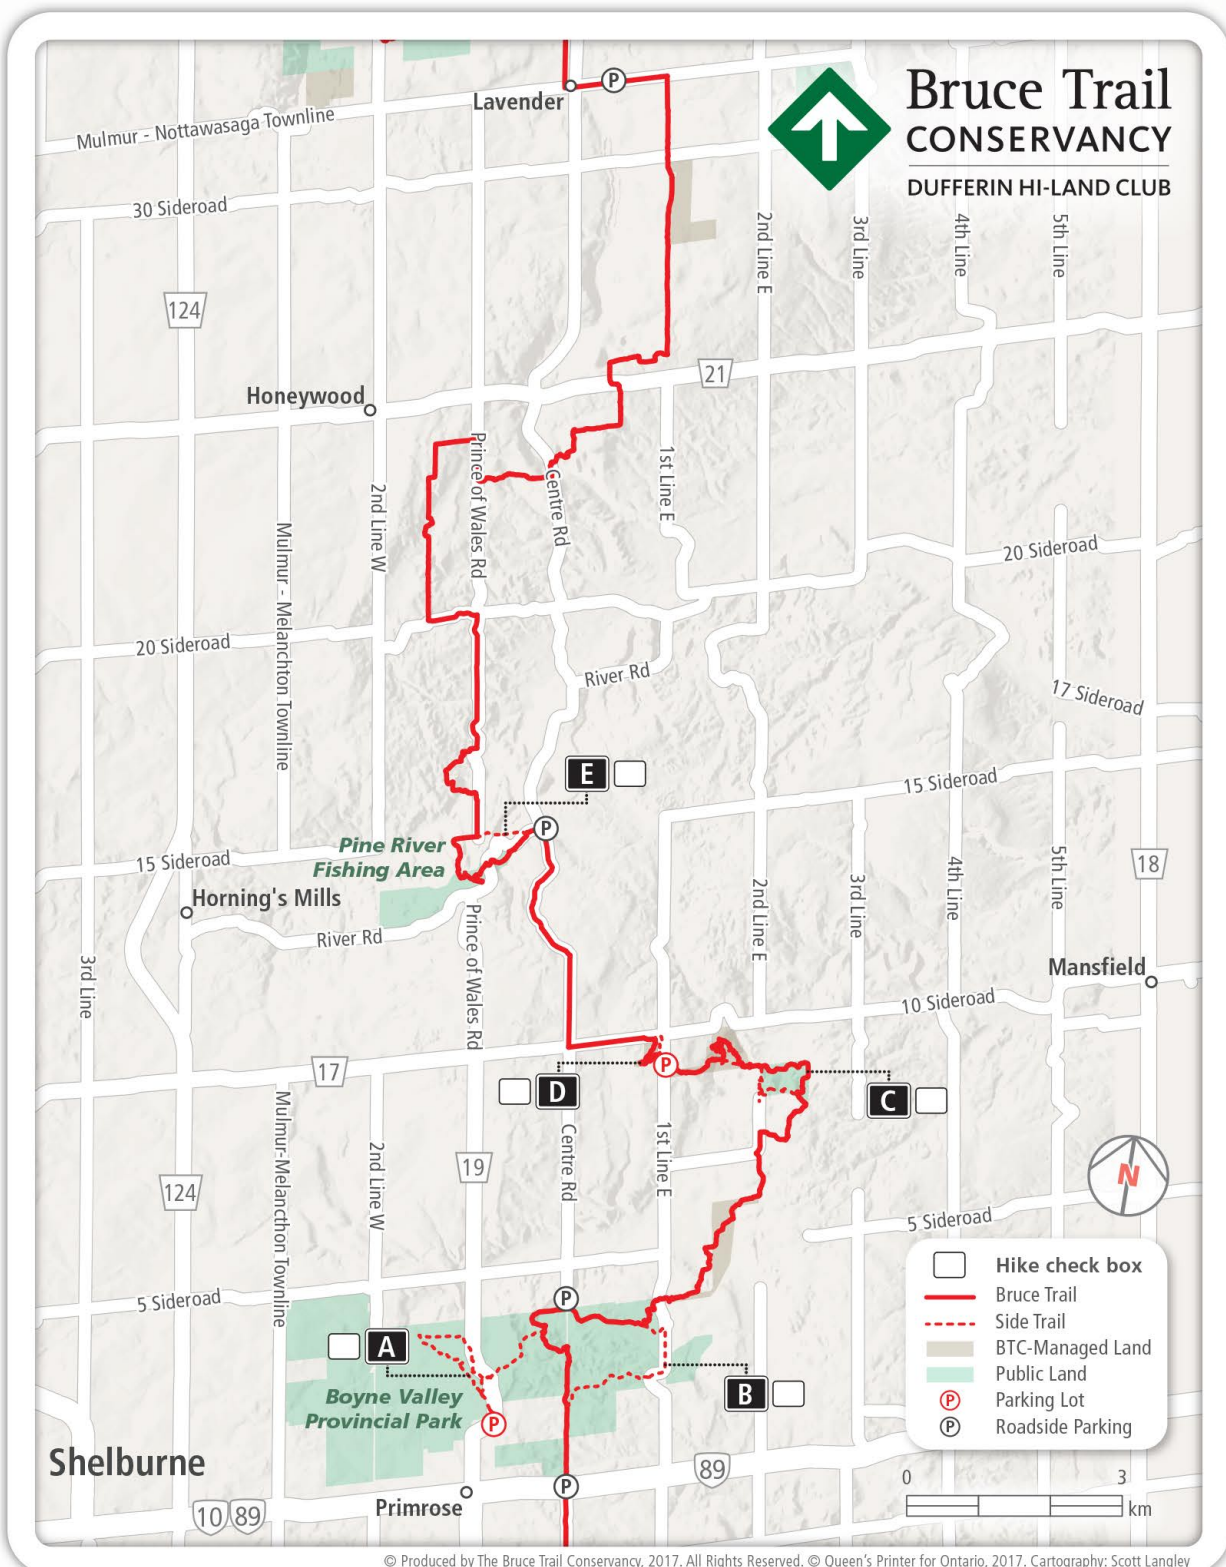 Bruce Trail
CONSERVANCY
DUFFERIN HI-LAND CLUB
P
Lavender
Mulmur - Nottawasaga Townline
30 Sideroad
2nd Line E
3rd Line
4th Line
5th Line
124
21
Honeywood
Prince of Wales Rd
1st Line E
2nd Line W
Centre Rd
Mulmur - Melanchton Townline
20 Sideroad
20 Sideroad
River Rd
17 Sideroad
E
15 Sideroad
P
Pine River
Fishing Area
15 Sideroad
Horning's Mills
River Rd
Prince of Wales Rd
2nd Line E
3rd Line
4th Line
5th Line
18
3rd Line
Mansfield
10 Sideroad
17
P
D
C
Mulmur-Melancthon Townline
2nd Line W
19
Centre Rd
1st Line E
124
N
5 Sideroad
5 Sideroad
P
A
B
Boyne Valley
Provincial Park
P
Shelburne
89
10
89
Primrose
P
Hike check box
Bruce Trail
Side Trail
BTC-Managed Land
Public Land
P
Parking Lot
P
Roadside Parking
0
3
km
© Produced by The Bruce Trail Conservancy, 2017. All Rights Reserved. © Queen's Printer for Ontario, 2017. Cartography: Scott Langley